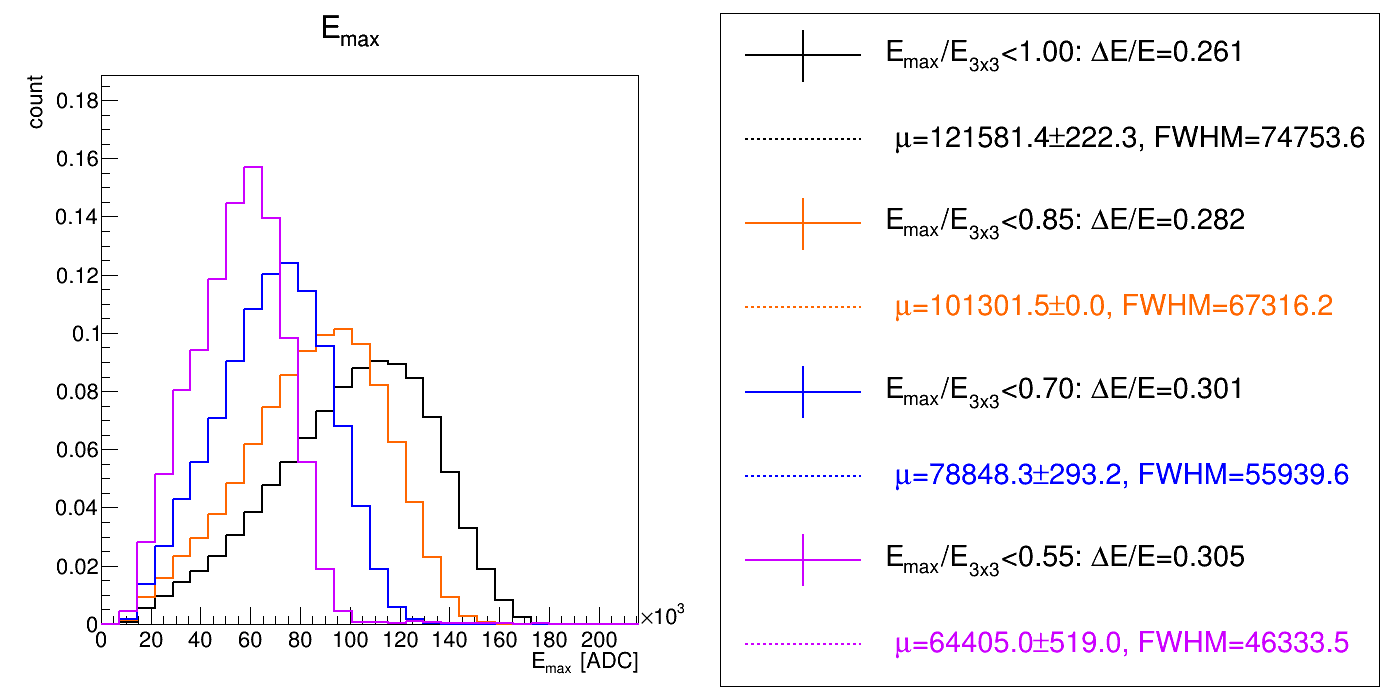 E_max
count
0.18
0.16
0.14
0.12
0.1
0.08
0.06
0.04
0.02
0
0 20 40 60 80 100 120 140 160 180 200
×10³
E_max [ADC]
E_max/E_3x3<1.00: ΔE/E=0.261
μ=121581.4±222.3, FWHM=74753.6
E_max/E_3x3<0.85: ΔE/E=0.282
μ=101301.5±0.0, FWHM=67316.2
E_max/E_3x3<0.70: ΔE/E=0.301
μ=78848.3±293.2, FWHM=55939.6
E_max/E_3x3<0.55: ΔE/E=0.305
μ=64405.0±519.0, FWHM=46333.5